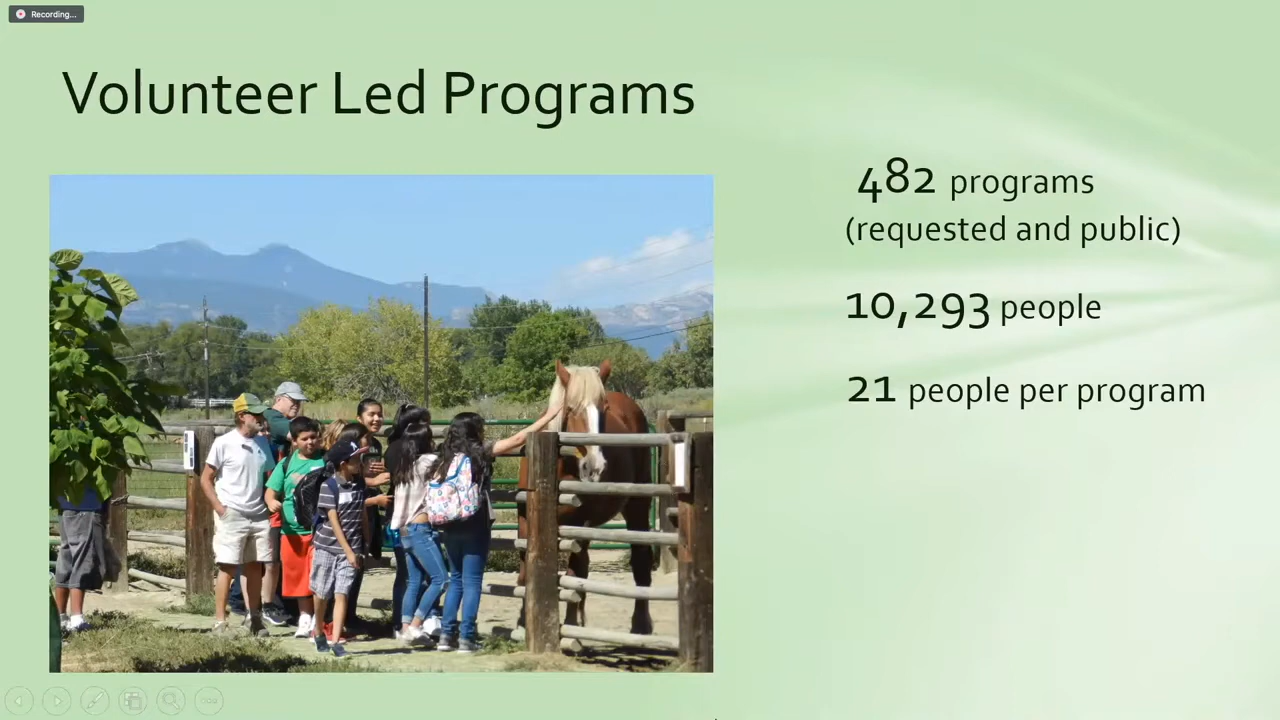 Recording...
Volunteer Led Programs
482 programs
(requested and public)
10,293 people
21 people per program